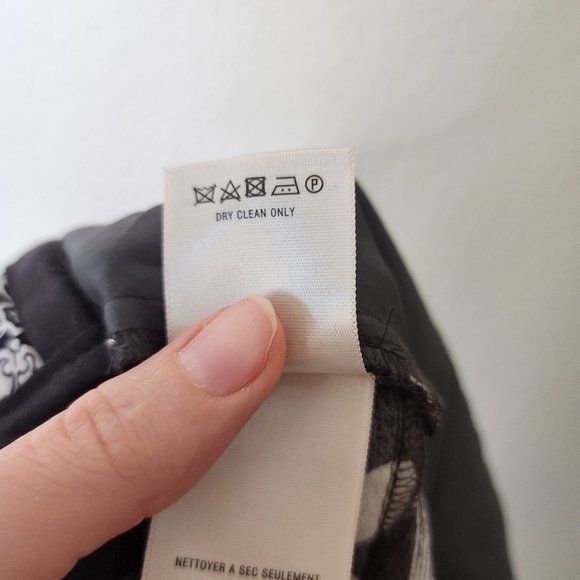 P
DRY CLEAN ONLY
NETTOYER A SEC SEULEMENT